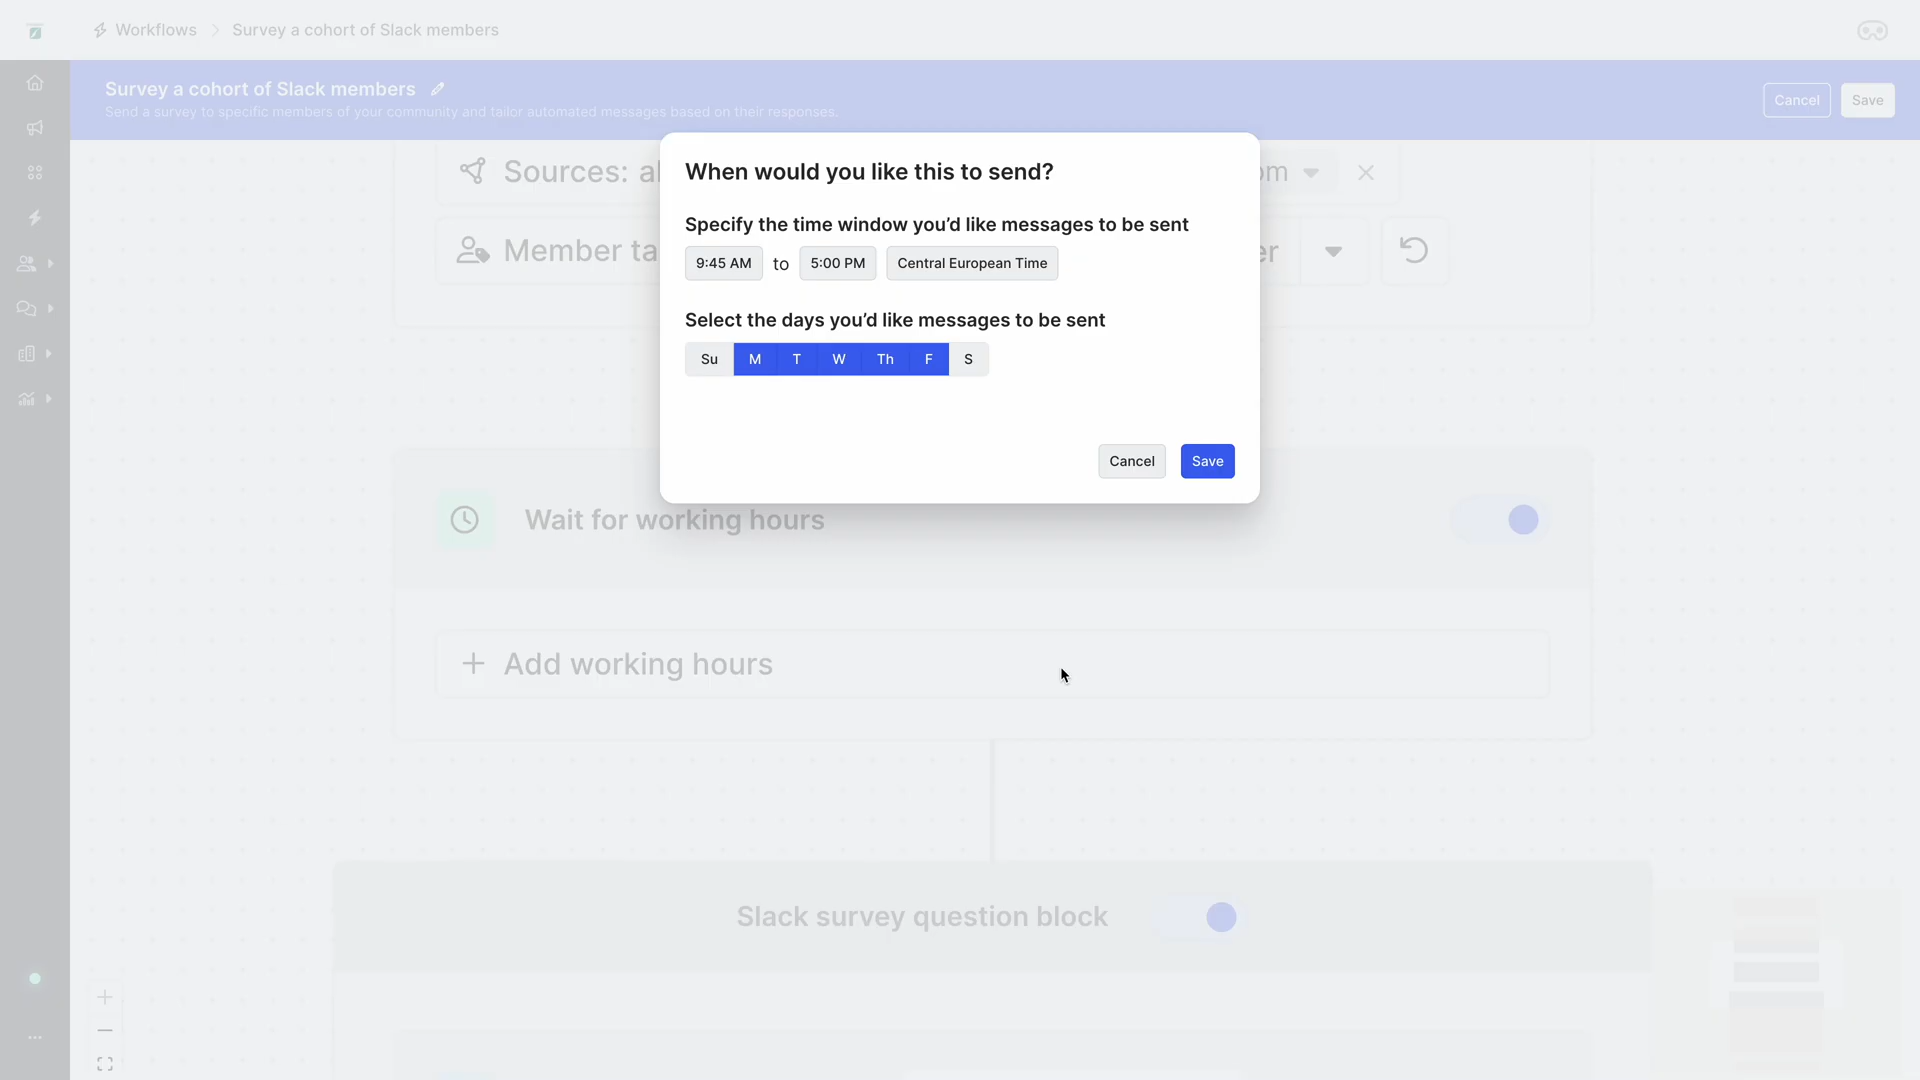 Workflows
Survey a cohort of Slack members
Survey a cohort of Slack members
Send a survey to specific members of your community and tailor automated messages based on their responses.
Cancel
Save
When would you like this to send?
Sources:
Specify the time window you’d like messages to be sent
Member
9:45 AM to 5:00 PM Central European Time
Select the days you’d like messages to be sent
Su M T W Th F S
Cancel Save
Wait for working hours
Add working hours
Slack survey question block